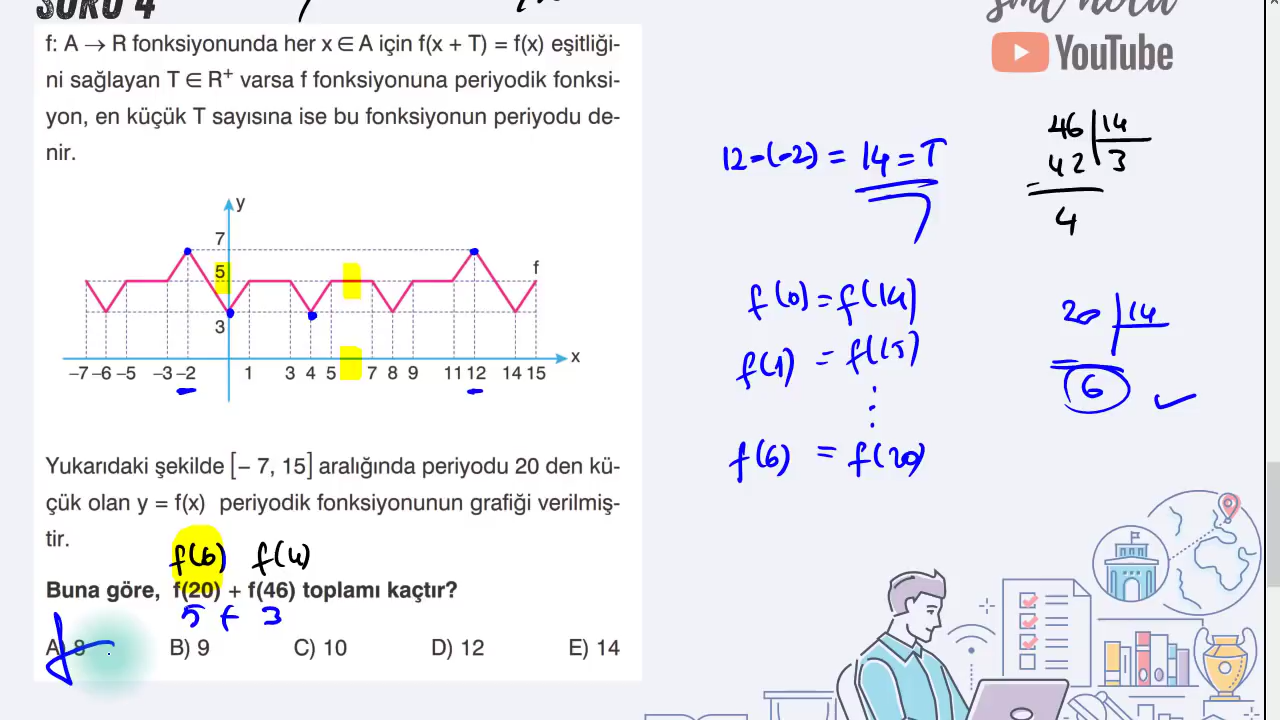 SORU 4
f: A → R fonksiyonunda her x ∈ A için f(x + T) = f(x) eşitliği-
ni sağlayan T ∈ R⁺ varsa f fonksiyonuna periyodik fonksi-
yon, en küçük T sayısına ise bu fonksiyonun periyodu de-
nir.
y
7
5
3
f
x
–7 –6 –5 –3 –2 1 3 4 5 7 8 9 11 12 14 15
Yukarıdaki şekilde [– 7, 15] aralığında periyodu 20 den kü-
çük olan y = f(x) periyodik fonksiyonunun grafiği verilmiş-
tir.
f(6) f(4)
Buna göre, f(20) + f(46) toplamı kaçtır?
5 + 3
A) 8 B) 9 C) 10 D) 12 E) 14
YouTube
12-(-2) = 14 = T
f(0) = f(14)
f(1) = f(15)
⋮
f(6) = f(20)
46 | 14
42 | 3
4
20 | 14
6 ✓